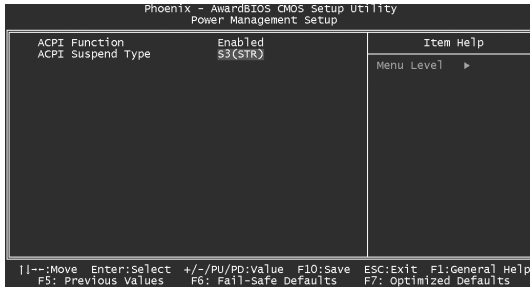 Phoenix - AwardBIOS CMOS Setup Utility
Power Management Setup
ACPI Function Enabled
ACPI Suspend Type S3(STR)
Item Help
Menu Level ►
↑↓→←:Move Enter:Select +/-/PU/PD:Value F10:Save ESC:Exit F1:General Help
F5: Previous Values F6: Fail-Safe Defaults F7: Optimized Defaults